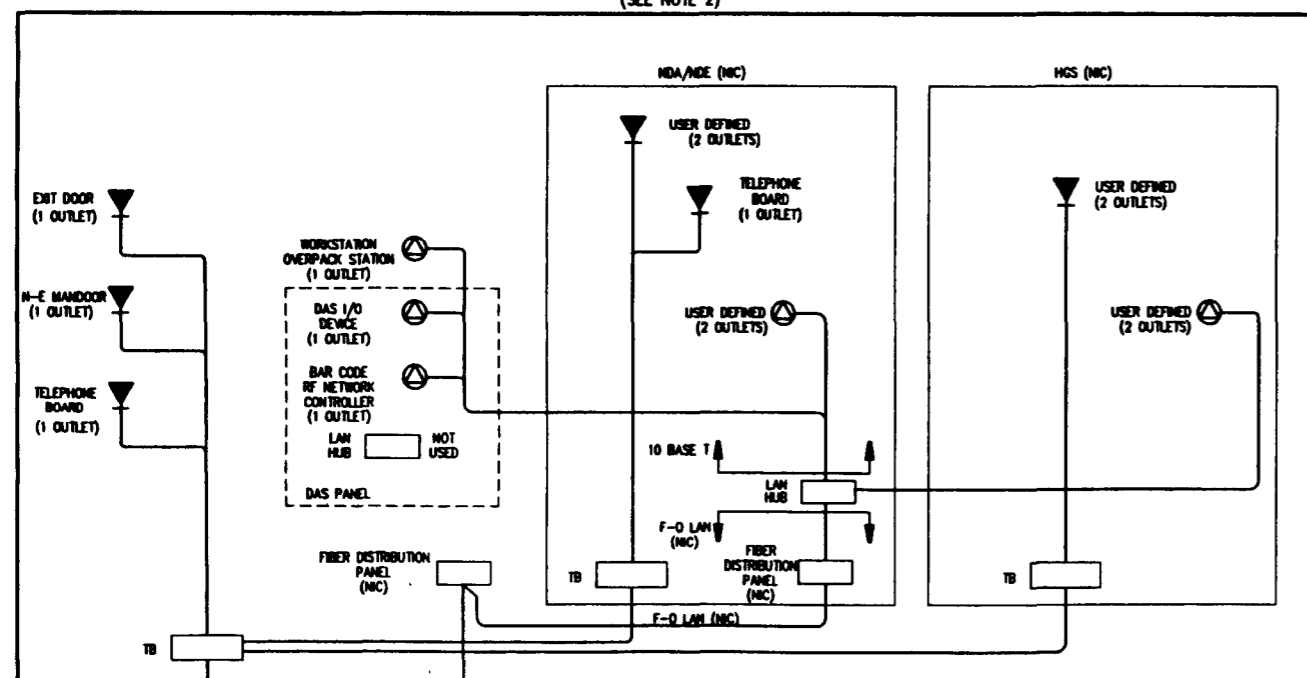 (SEE NOTE 2)
NDA/NDE (NIC)
HGS (NIC)
USER DEFINED
(2 OUTLETS)
TELEPHONE
BOARD
(1 OUTLET)
USER DEFINED
(2 OUTLETS)
EXIT DOOR
(1 OUTLET)
WORKSTATION
OVERPACK STATION
(1 OUTLET)
N-E MANDOOR
(1 OUTLET)
DAS I/O
DEVICE
(1 OUTLET)
USER DEFINED
(2 OUTLETS)
USER DEFINED
(2 OUTLETS)
BAR CODE
RF NETWORK
CONTROLLER
(1 OUTLET)
TELEPHONE
BOARD
(1 OUTLET)
LAN
HUB
NOT
USED
10 BASE T
DAS PANEL
LAN
HUB
F-O LAN
(NIC)
FIBER DISTRIBUTION
PANEL
(NIC)
TB
FIBER
DISTRIBUTION
PANEL
(NIC)
TB
F-O LAN (NIC)
TB